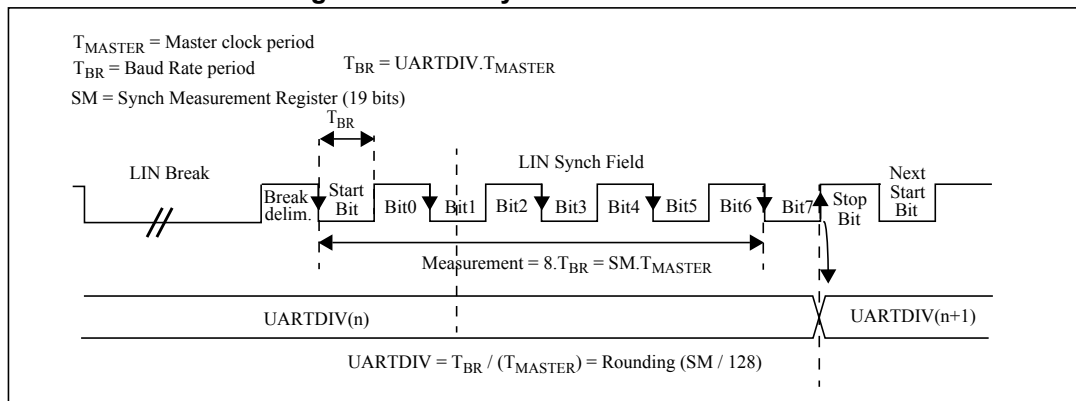 T_MASTER = Master clock period
T_BR = Baud Rate period
T_BR = UARTDIV.T_MASTER
SM = Synch Measurement Register (19 bits)
T_BR
LIN Break
LIN Synch Field
Break delim.
Start Bit
Bit0
Bit1
Bit2
Bit3
Bit4
Bit5
Bit6
Bit7
Stop Bit
Next Start Bit
Measurement = 8.T_BR = SM.T_MASTER
UARTDIV(n)
UARTDIV(n+1)
UARTDIV = T_BR / (T_MASTER) = Rounding (SM / 128)